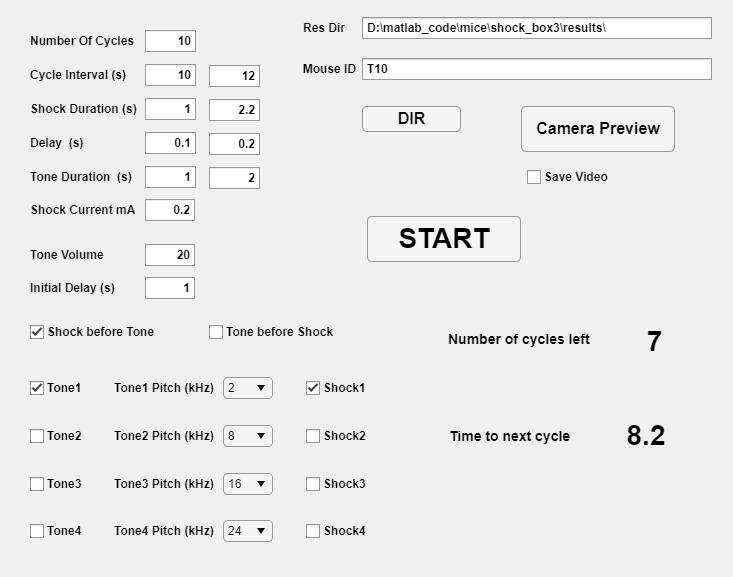 Number Of Cycles 10
Res Dir D:\matlab_code\mice\shock_box3\results\
Cycle Interval (s) 10 12
Mouse ID T10
Shock Duration (s) 1 2.2
DIR
Camera Preview
Delay (s) 0.1 0.2
Tone Duration (s) 1 2
Save Video
Shock Current mA 0.2
START
Tone Volume 20
Initial Delay (s) 1
Shock before Tone Tone before Shock
Number of cycles left 7
Tone1 Tone1 Pitch (kHz) 2 Shock1
Tone2 Tone2 Pitch (kHz) 8 Shock2
Time to next cycle 8.2
Tone3 Tone3 Pitch (kHz) 16 Shock3
Tone4 Tone4 Pitch (kHz) 24 Shock4